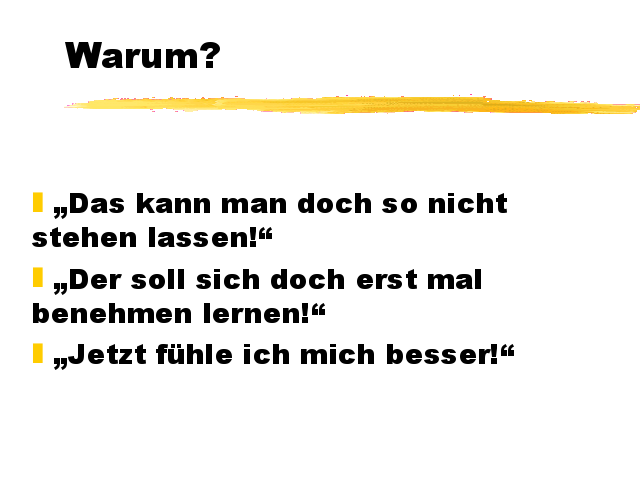 Warum?
„Das kann man doch so nicht
stehen lassen!“
„Der soll sich doch erst mal
benehmen lernen!“
„Jetzt fühle ich mich besser!“